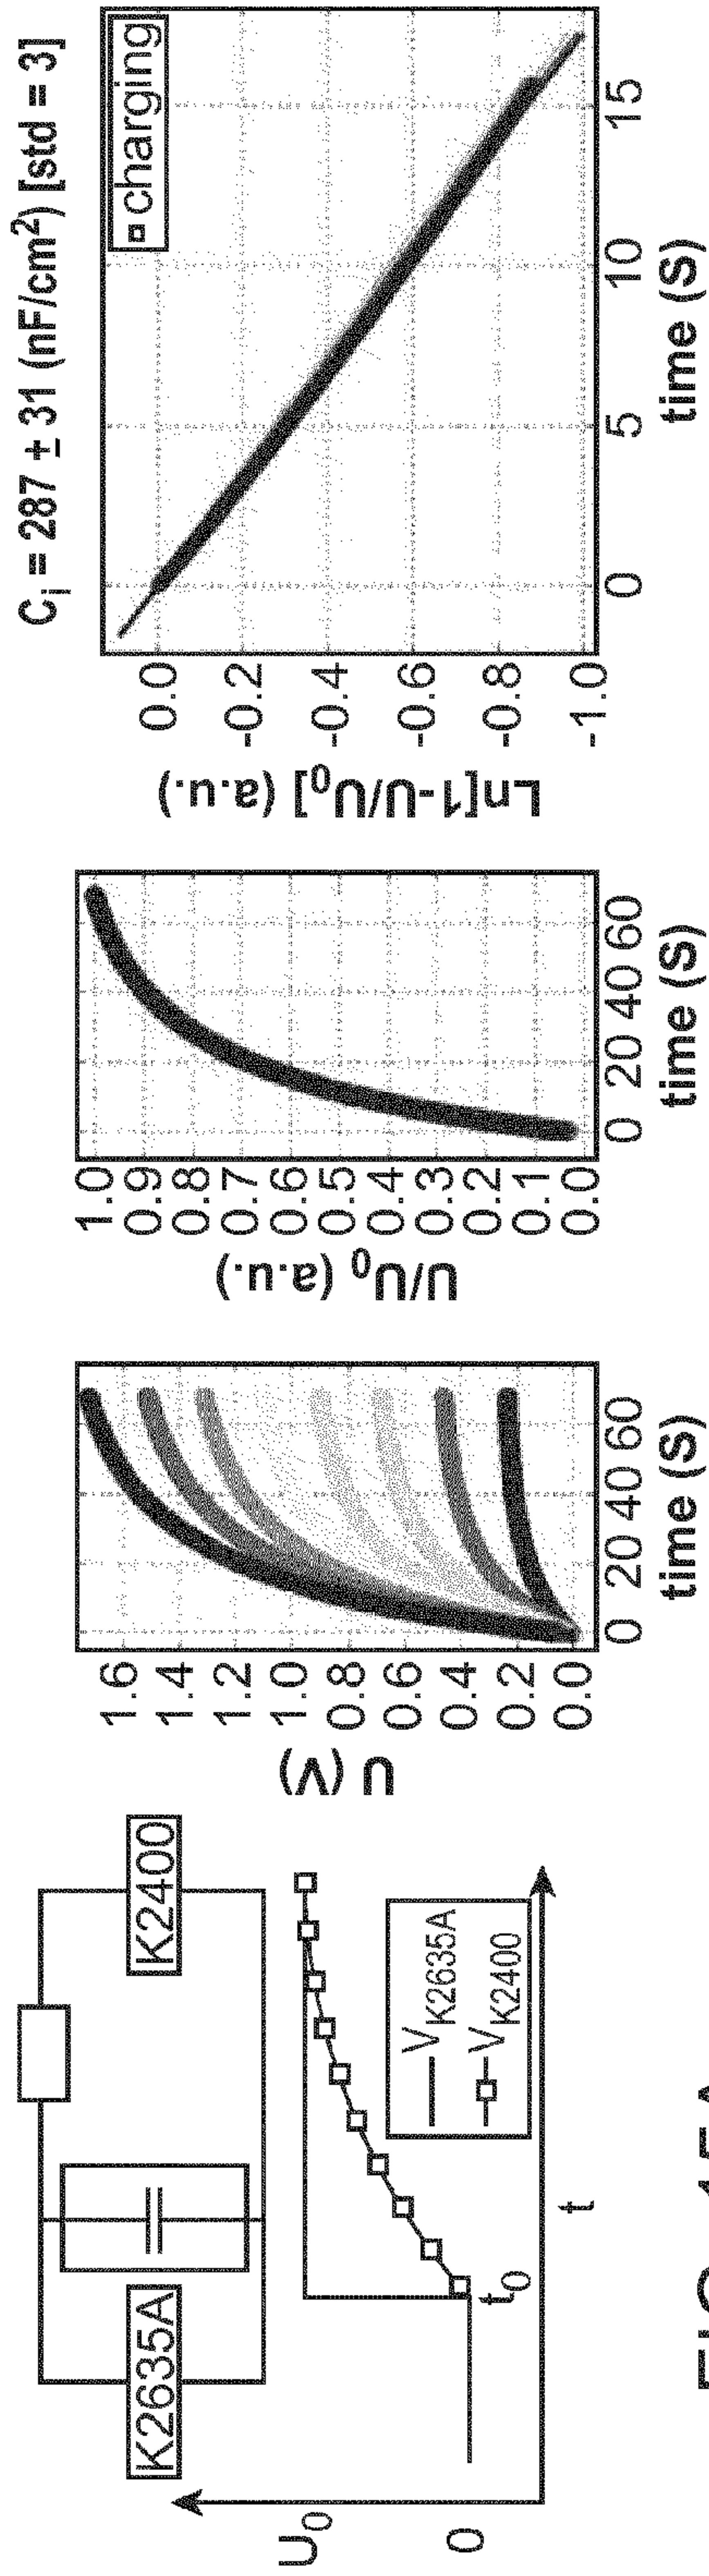 K2635A
K2400
U0
0
t0
t
VK2635A
VK2400
U (V)
1.6
1.4
1.2
1.0
0.8
0.6
0.4
0.2
0.0
0 20 40 60
time (S)
U/U0 (a.u.)
1.0
0.9
0.8
0.7
0.6
0.5
0.4
0.3
0.2
0.1
0.0
0 20 40 60
time (S)
Ci = 287 ± 31 (nF/cm²) [std = 3]
charging
Ln[1-U/U0] (a.u.)
0.0
-0.2
-0.4
-0.6
-0.8
-1.0
0 5 10 15
time (S)